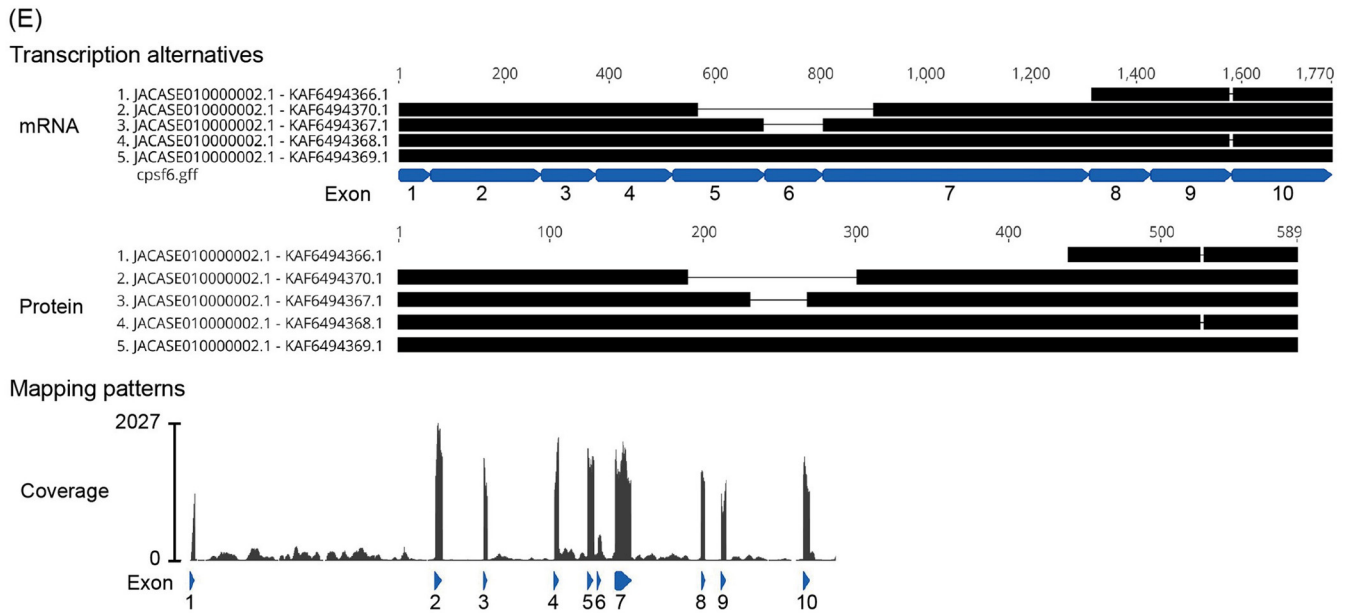 (E)
Transcription alternatives
1 200 400 600 800 1,000 1,200 1,400 1,600 1,770
mRNA
1. JACASE010000002.1 - KAF6494366.1
2. JACASE010000002.1 - KAF6494370.1
3. JACASE010000002.1 - KAF6494367.1
4. JACASE010000002.1 - KAF6494368.1
5. JACASE010000002.1 - KAF6494369.1
cpsf6.gff
Exon 1 2 3 4 5 6 7 8 9 10
1 100 200 300 400 500 589
Protein
1. JACASE010000002.1 - KAF6494366.1
2. JACASE010000002.1 - KAF6494370.1
3. JACASE010000002.1 - KAF6494367.1
4. JACASE010000002.1 - KAF6494368.1
5. JACASE010000002.1 - KAF6494369.1
Mapping patterns
2027
Coverage
0
Exon
1 2 3 4 5 6 7 8 9 10